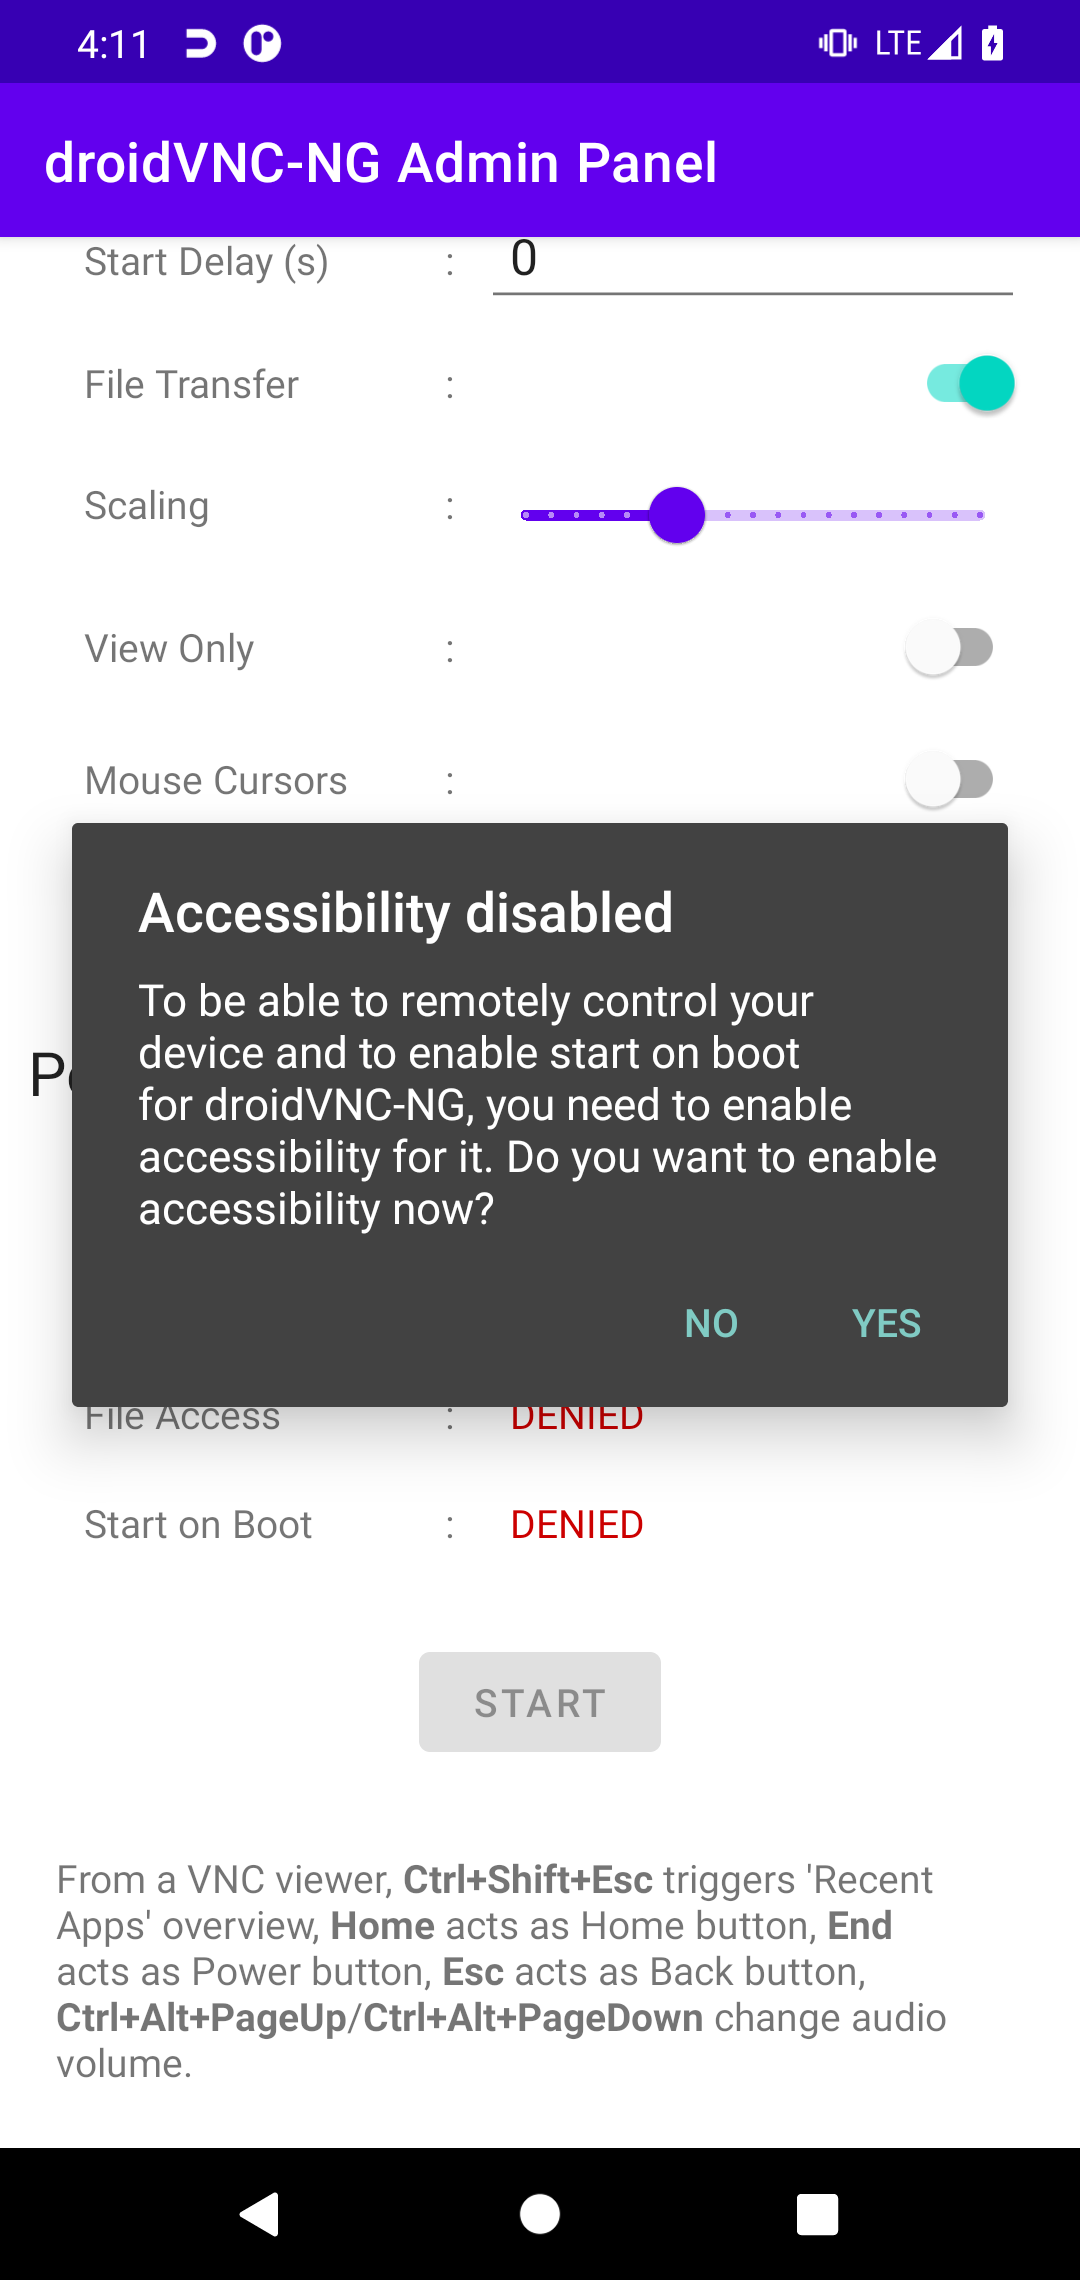 4:11
LTE
droidVNC-NG Admin Panel
Start Delay (s) : 0
File Transfer :
Scaling :
View Only :
Mouse Cursors :
Accessibility disabled
To be able to remotely control your
device and to enable start on boot
for droidVNC-NG, you need to enable
accessibility for it. Do you want to enable
accessibility now?
NO YES
File Access : DENIED
Start on Boot : DENIED
START
From a VNC viewer, Ctrl+Shift+Esc triggers 'Recent
Apps' overview, Home acts as Home button, End
acts as Power button, Esc acts as Back button,
Ctrl+Alt+PageUp/Ctrl+Alt+PageDown change audio
volume.